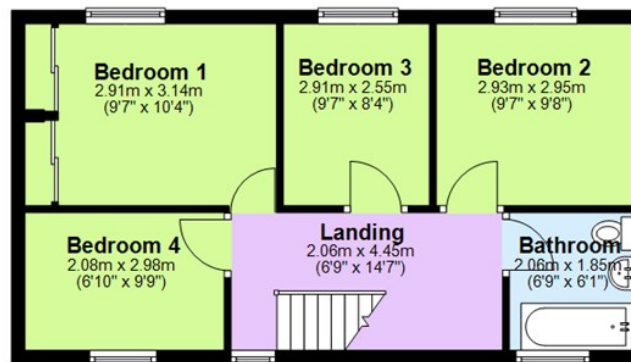 Bedroom 1
2.91m x 3.14m
(9'7" x 10'4")
Bedroom 3
2.91m x 2.55m
(9'7" x 8'4")
Bedroom 2
2.93m x 2.95m
(9'7" x 9'8")
Bedroom 4
2.08m x 2.98m
(6'10" x 9'9")
Landing
2.06m x 4.45m
(6'9" x 14'7")
Bathroom
2.06m x 1.85m
(6'9" x 6'1")